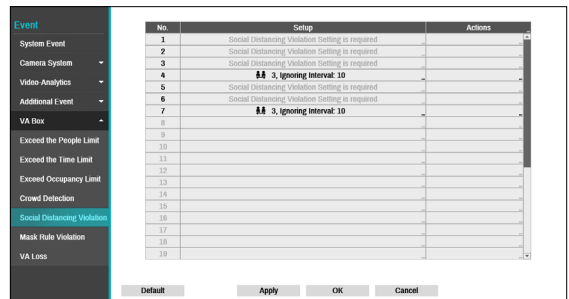 Event
System Event
Camera System
Video-Analytics
Additional Event
VA Box
Exceed the People Limit
Exceed the Time Limit
Exceed Occupancy Limit
Crowd Detection
Social Distancing Violation
Mask Rule Violation
VA Loss
No. Setup Actions
1 Social Distancing Violation Setting is required
2 Social Distancing Violation Setting is required
3 Social Distancing Violation Setting is required
4 3, Ignoring Interval: 10
5 Social Distancing Violation Setting is required
6 Social Distancing Violation Setting is required
7 3, Ignoring Interval: 10
8
9
10
11
12
13
14
15
16
17
18
19
Default Apply OK Cancel